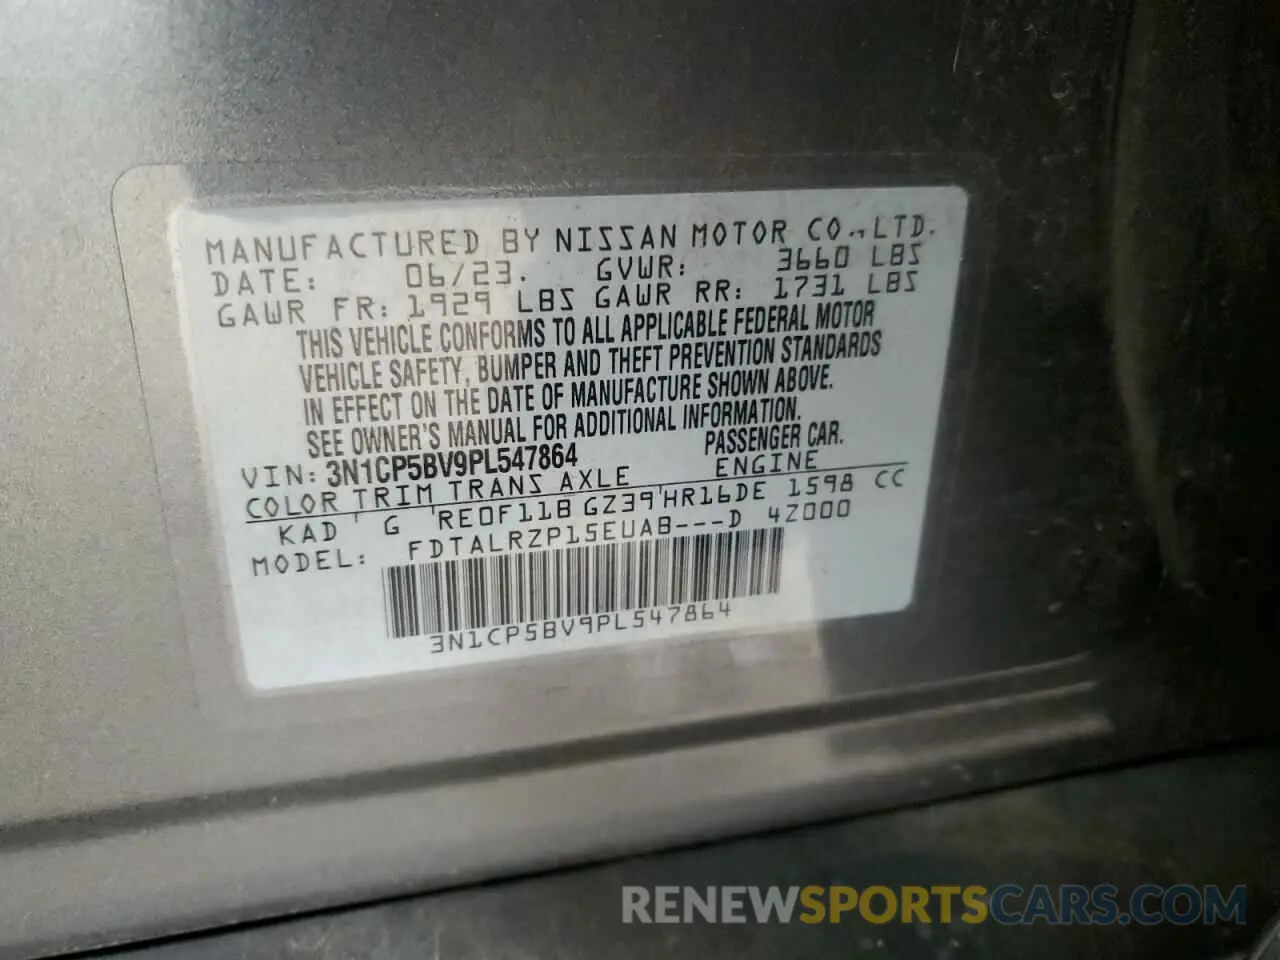 MANUFACTURED BY NISSAN MOTOR CO., LTD.
DATE: 06/23. GVWR: 3660 LBS
GAWR FR: 1929 LBS GAWR RR: 1731 LBS
THIS VEHICLE CONFORMS TO ALL APPLICABLE FEDERAL MOTOR
VEHICLE SAFETY, BUMPER AND THEFT PREVENTION STANDARDS
IN EFFECT ON THE DATE OF MANUFACTURE SHOWN ABOVE.
SEE OWNER'S MANUAL FOR ADDITIONAL INFORMATION.
VIN: 3N1CP5BV9PL547864 PASSENGER CAR.
COLOR TRIM TRANS AXLE ENGINE
KAD G RE0F11B GZ39 HR16DE 1598 CC
MODEL: FDTALRZP15EUAB---D 4Z000
3N1CP5BV9PL547864
RENEWSPORTSCARS.COM